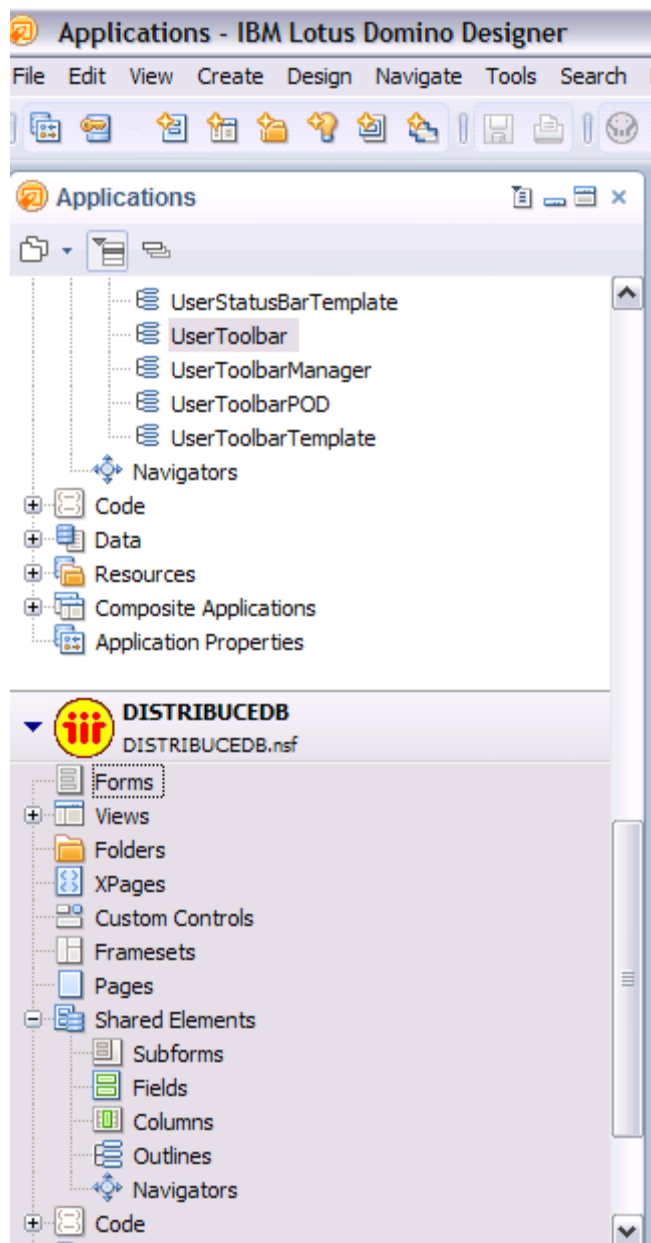 Applications - IBM Lotus Domino Designer
File Edit View Create Design Navigate Tools Search
Applications
UserStatusBarTemplate
UserToolbar
UserToolbarManager
UserToolbarPOD
UserToolbarTemplate
Navigators
Code
Data
Resources
Composite Applications
Application Properties
DISTRIBUCEDB
DISTRIBUCEDB.nsf
Forms
Views
Folders
XPages
Custom Controls
Framesets
Pages
Shared Elements
Subforms
Fields
Columns
Outlines
Navigators
Code